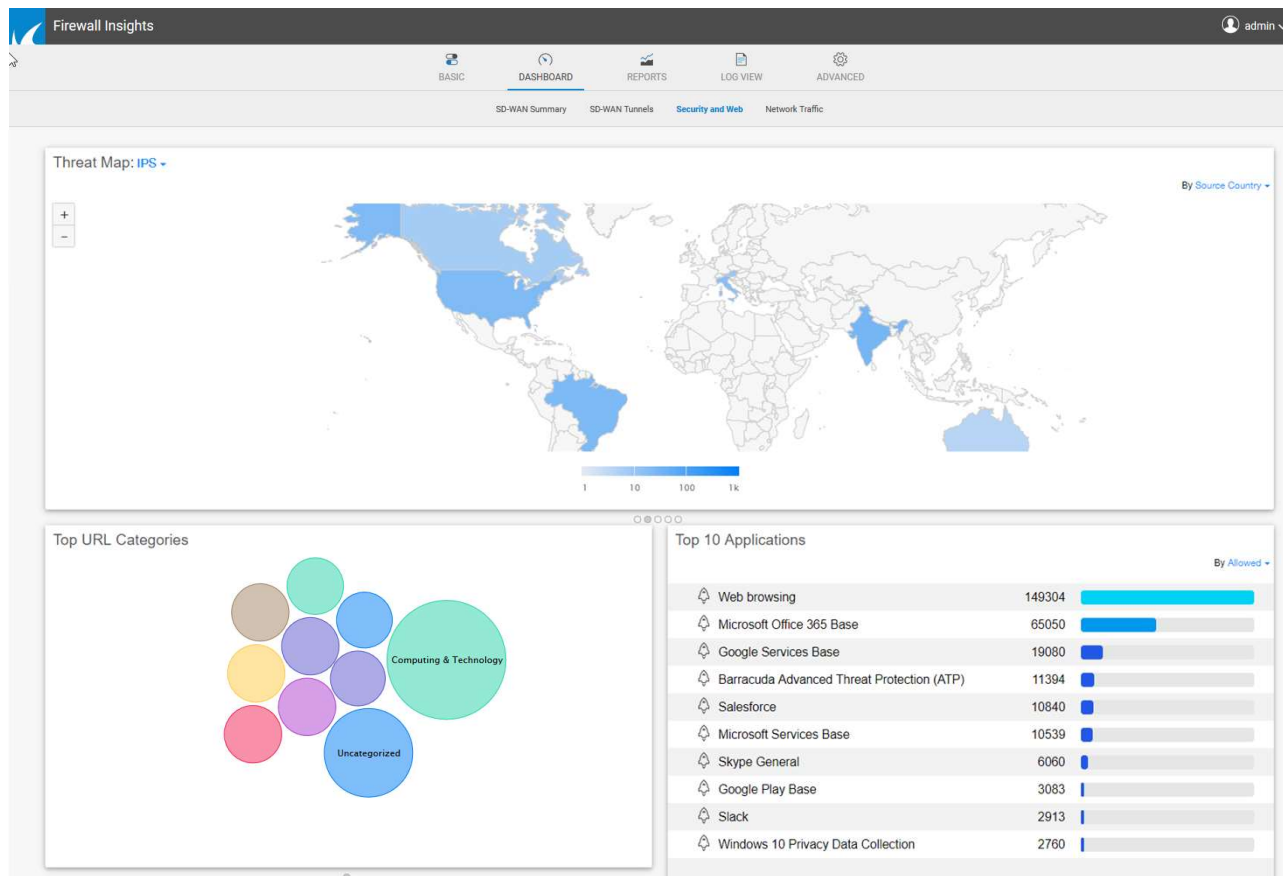 Firewall Insights
admin
BASIC
DASHBOARD
REPORTS
LOG VIEW
ADVANCED
SD-WAN Summary
SD-WAN Tunnels
Security and Web
Network Traffic
Threat Map: IPS
By Source Country
+
−
1 10 100 1k
Top URL Categories
Computing & Technology
Uncategorized
Top 10 Applications
By Allowed
Web browsing 149304
Microsoft Office 365 Base 65050
Google Services Base 19080
Barracuda Advanced Threat Protection (ATP) 11394
Salesforce 10840
Microsoft Services Base 10539
Skype General 6060
Google Play Base 3083
Slack 2913
Windows 10 Privacy Data Collection 2760